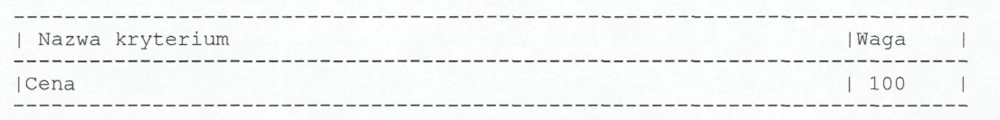 | Nazwa kryterium |Waga |
|Cena | 100 |